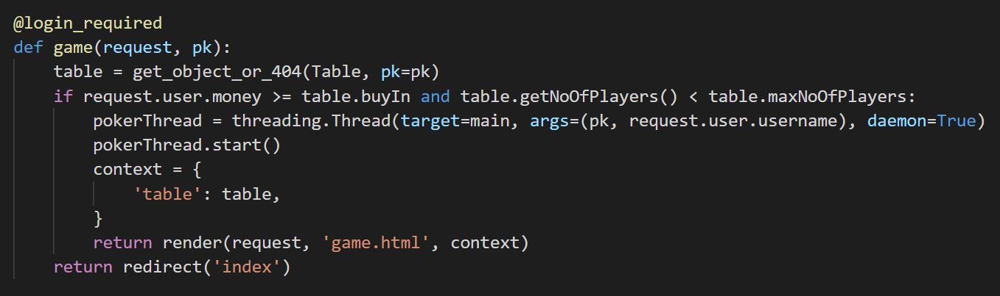 @login_required
def game(request, pk):
    table = get_object_or_404(Table, pk=pk)
    if request.user.money >= table.buyIn and table.getNoOfPlayers() < table.maxNoOfPlayers:
        pokerThread = threading.Thread(target=main, args=(pk, request.user.username), daemon=True)
        pokerThread.start()
        context = {
            'table': table,
        }
        return render(request, 'game.html', context)
    return redirect('index')